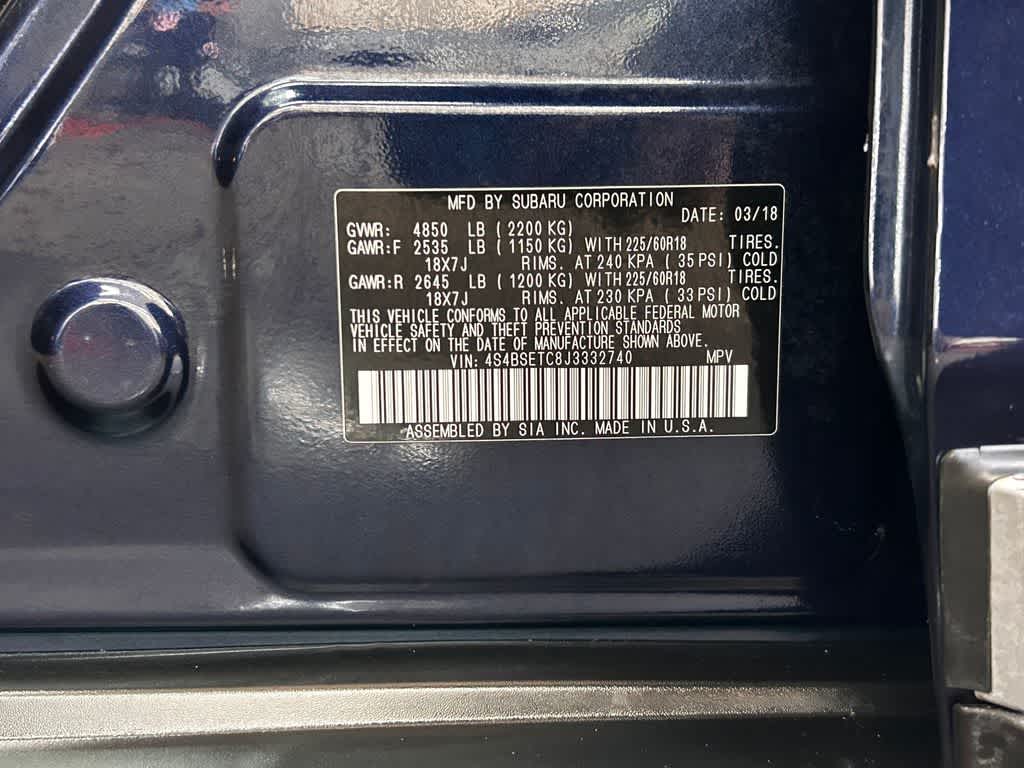 MFD BY SUBARU CORPORATION
DATE: 03/18
GVWR: 4850 LB ( 2200 KG)
GAWR:F 2535 LB ( 1150 KG) WITH 225/60R18 TIRES.
18X7J RIMS. AT 240 KPA ( 35 PSI) COLD
GAWR:R 2645 LB ( 1200 KG) WITH 225/60R18 TIRES.
18X7J RIMS. AT 230 KPA ( 33 PSI) COLD
THIS VEHICLE CONFORMS TO ALL APPLICABLE FEDERAL MOTOR
VEHICLE SAFETY AND THEFT PREVENTION STANDARDS
IN EFFECT ON THE DATE OF MANUFACTURE SHOWN ABOVE.
VIN: 4S4BSETC8J3332740 MPV
ASSEMBLED BY SIA INC. MADE IN U.S.A.